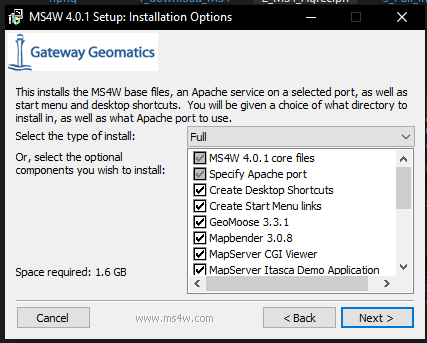 MS4W 4.0.1 Setup: Installation Options
Gateway Geomatics
This installs the MS4W base files, an Apache service on a selected port, as well as
start menu and desktop shortcuts.  You will be given a choice of what directory to
install in, as well as what Apache port to use.
Select the type of install:
Full
Or, select the optional
components you wish to install:
MS4W 4.0.1 core files
Specify Apache port
Create Desktop Shortcuts
Create Start Menu links
GeoMoose 3.3.1
Mapbender 3.0.8
MapServer CGI Viewer
MapServer Itasca Demo Application
Space required: 1.6 GB
Cancel
www.ms4w.com
< Back
Next >